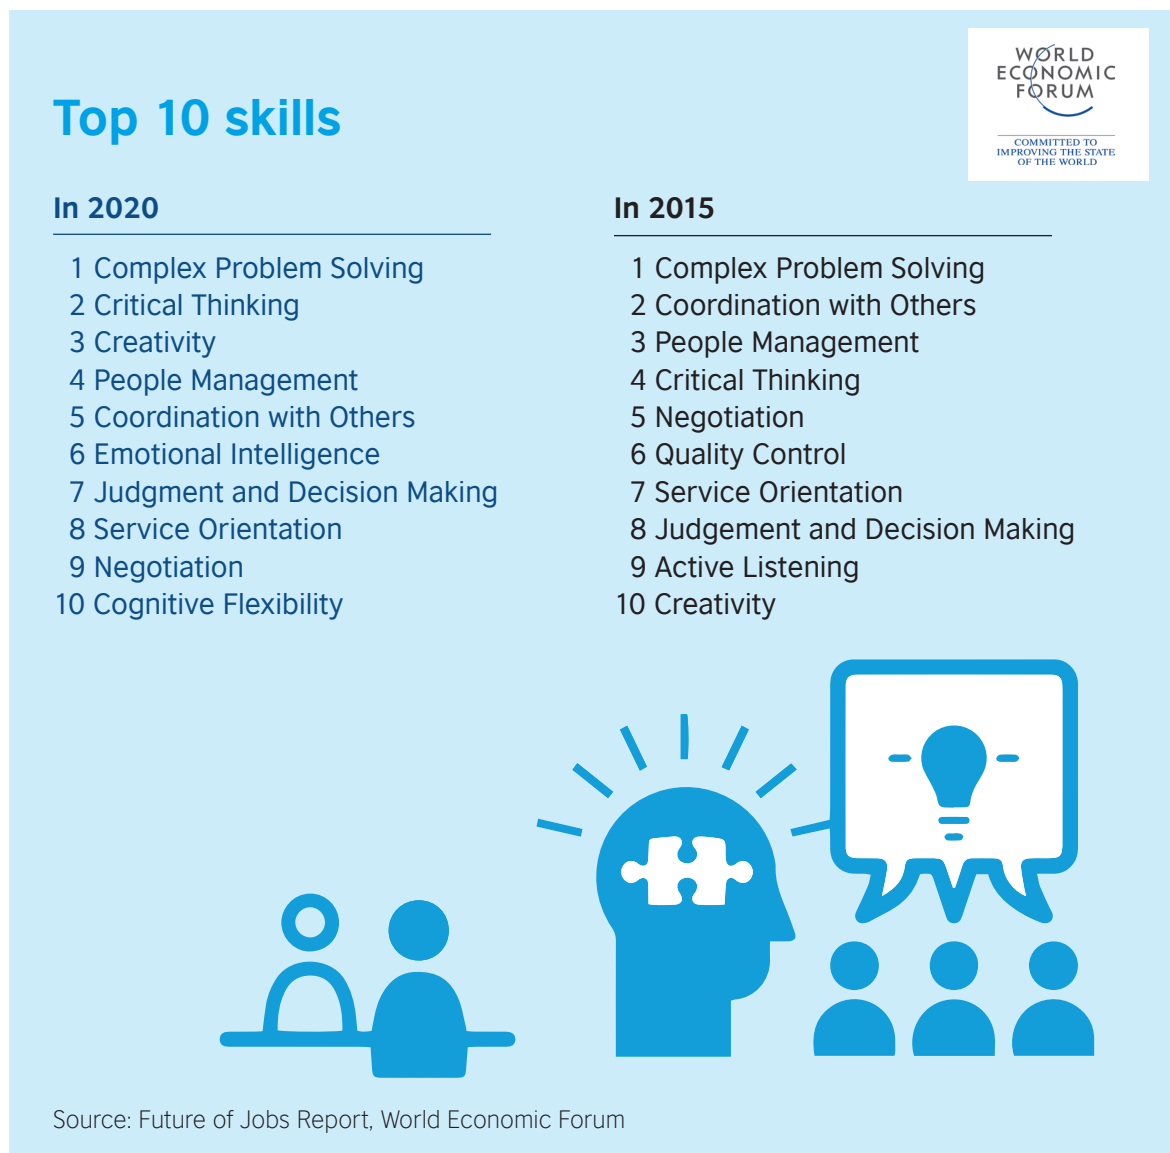 WORLD
ECONOMIC
FORUM
COMMITTED TO
IMPROVING THE STATE
OF THE WORLD
Top 10 skills
In 2020
1 Complex Problem Solving
2 Critical Thinking
3 Creativity
4 People Management
5 Coordination with Others
6 Emotional Intelligence
7 Judgment and Decision Making
8 Service Orientation
9 Negotiation
10 Cognitive Flexibility
In 2015
1 Complex Problem Solving
2 Coordination with Others
3 People Management
4 Critical Thinking
5 Negotiation
6 Quality Control
7 Service Orientation
8 Judgement and Decision Making
9 Active Listening
10 Creativity
Source: Future of Jobs Report, World Economic Forum